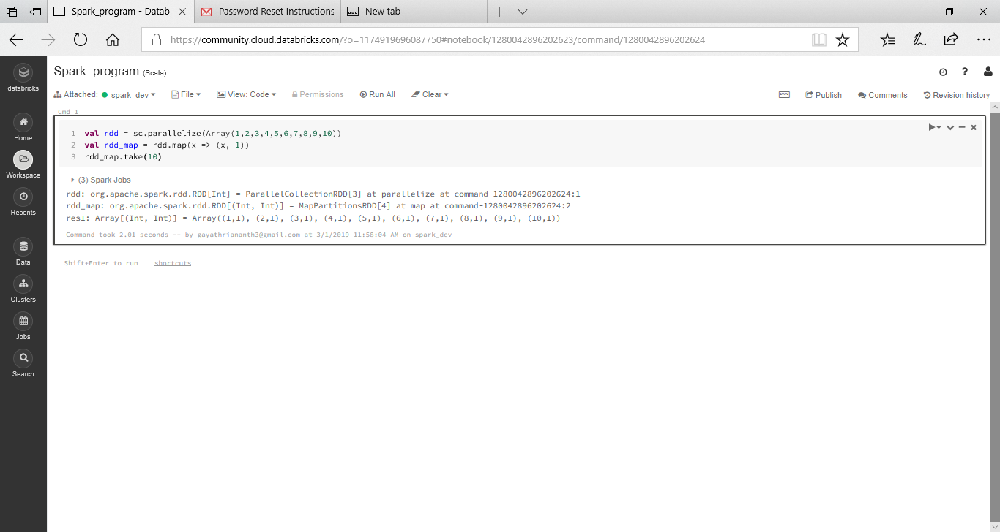 Spark_program - Datab
Password Reset Instructions
New tab
https://community.cloud.databricks.com/?o=1174919696087750#notebook/1280042896202623/command/1280042896202624
databricks
Home
Workspace
Recents
Data
Clusters
Jobs
Search
Spark_program (Scala)
Attached: spark_dev File View: Code Permissions Run All Clear Publish Comments Revision history
Cmd 1
1 val rdd = sc.parallelize(Array(1,2,3,4,5,6,7,8,9,10))
2 val rdd_map = rdd.map(x => (x, 1))
3 rdd_map.take(10)
(3) Spark Jobs
rdd: org.apache.spark.rdd.RDD[Int] = ParallelCollectionRDD[3] at parallelize at command-1280042896202624:1
rdd_map: org.apache.spark.rdd.RDD[(Int, Int)] = MapPartitionsRDD[4] at map at command-1280042896202624:2
res1: Array[(Int, Int)] = Array((1,1), (2,1), (3,1), (4,1), (5,1), (6,1), (7,1), (8,1), (9,1), (10,1))
Command took 2.01 seconds -- by gayathriananth3@gmail.com at 3/1/2019 11:58:04 AM on spark_dev
Shift+Enter to run shortcuts